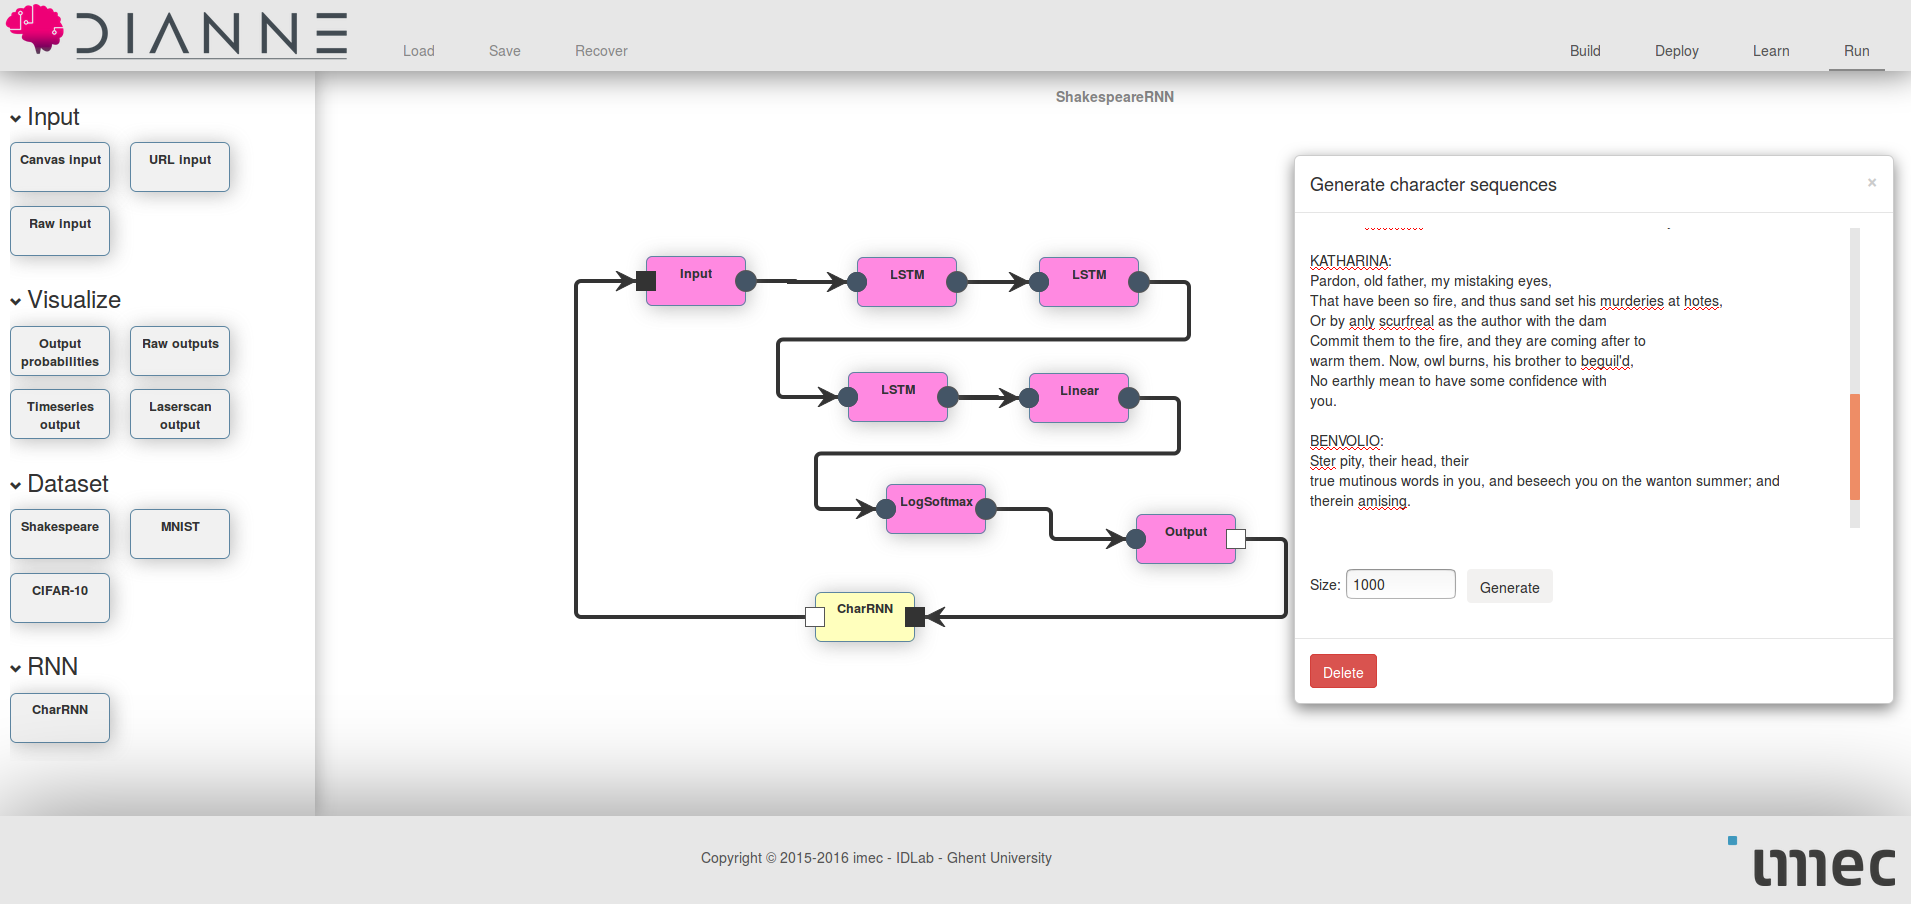 DIANNE
Load Save Recover
Build Deploy Learn Run
Input
Canvas input URL input
Raw input
Visualize
Output probabilities Raw outputs
Timeseries output Laserscan output
Dataset
Shakespeare MNIST
CIFAR-10
RNN
CharRNN
ShakespeareRNN
Input LSTM LSTM
LSTM Linear
LogSoftmax
Output
CharRNN
Generate character sequences ×
KATHARINA:
Pardon, old father, my mistaking eyes,
That have been so fire, and thus sand set his murderies at hotes,
Or by anly scurfreal as the author with the dam
Commit them to the fire, and they are coming after to
warm them. Now, owl burns, his brother to beguil'd,
No earthly mean to have some confidence with
you.
BENVOLIO:
Ster pity, their head, their
true mutinous words in you, and beseech you on the wanton summer; and
therein amising.
Size: 1000 Generate
Delete
Copyright © 2015-2016 imec - IDLab - Ghent University
imec